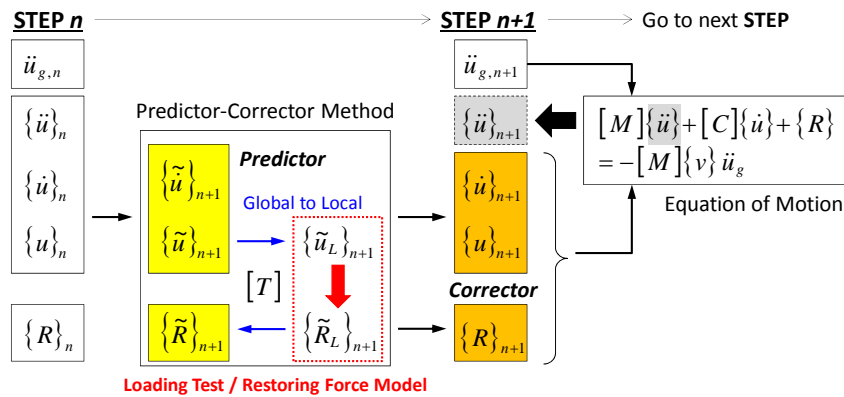 STEP n
STEP n+1
Go to next STEP
ü_{g,n}
ü_{g,n+1}
Predictor-Corrector Method
{ü}_n
{ü}_{n+1}
[M]{ü}+[C]{u̇}+{R}
=-[M]{v}ü_g
Equation of Motion
Predictor
{ũ̇}_{n+1}
{u̇}_n
{u̇}_{n+1}
Global to Local
{u}_n
{ũ}_{n+1}
{ũ_L}_{n+1}
{u}_{n+1}
[T]
Corrector
{R}_n
{R̃}_{n+1}
{R̃_L}_{n+1}
{R}_{n+1}
Loading Test / Restoring Force Model